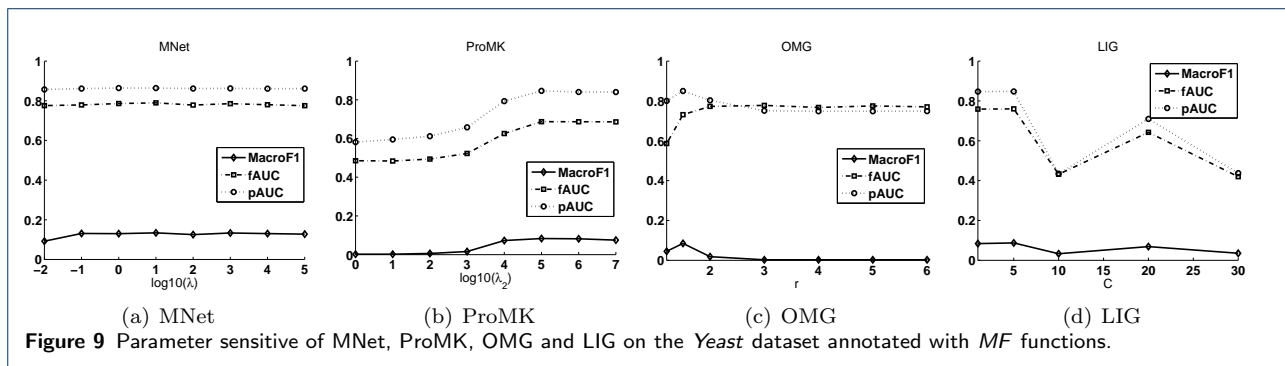 MNet
1
0.8
0.6
0.4
0.2
0
−2 −1 0 1 2 3 4 5
log10(λ)
MacroF1
fAUC
pAUC
(a) MNet
ProMK
1
0.8
0.6
0.4
0.2
0
0 1 2 3 4 5 6 7
log10(λ2)
MacroF1
fAUC
pAUC
(b) ProMK
OMG
1
0.8
0.6
0.4
0.2
0
2 3 4 5 6
r
MacroF1
fAUC
pAUC
(c) OMG
LIG
1
0.8
0.6
0.4
0.2
0
5 10 15 20 25 30
C
MacroF1
fAUC
pAUC
(d) LIG
Figure 9 Parameter sensitive of MNet, ProMK, OMG and LIG on the Yeast dataset annotated with MF functions.